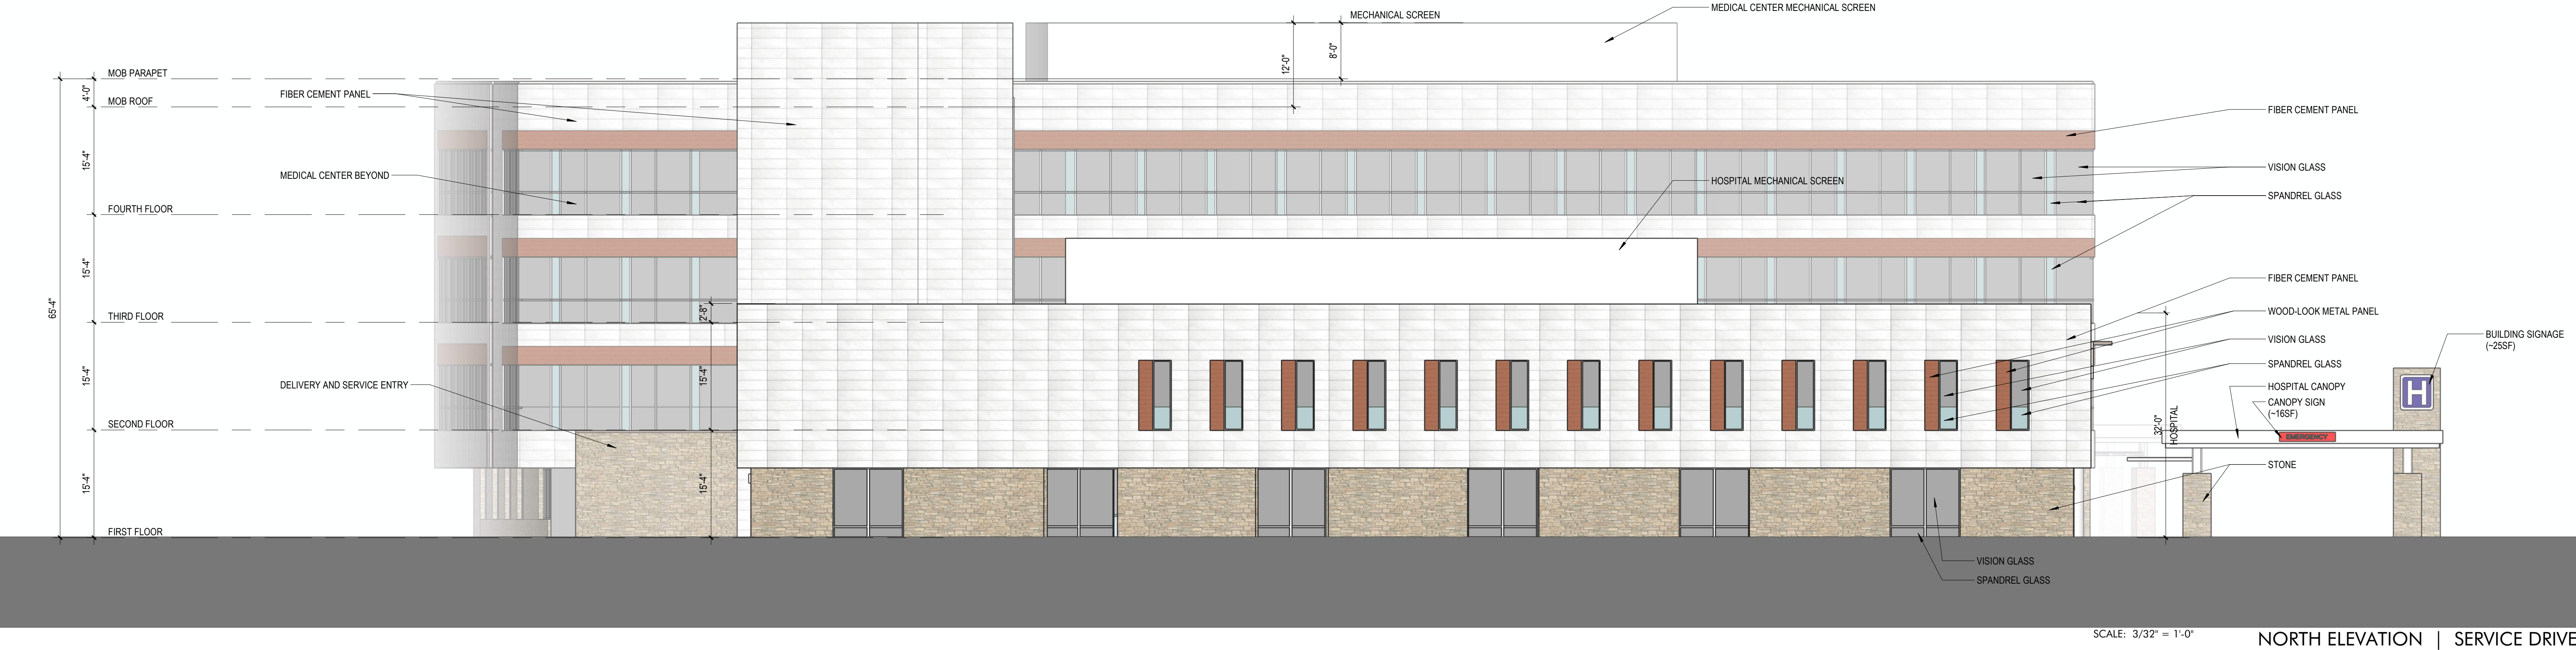 MECHANICAL SCREEN
MEDICAL CENTER MECHANICAL SCREEN
12'-0"
8'-0"
MOB PARAPET
4'-0"
MOB ROOF
FIBER CEMENT PANEL
FIBER CEMENT PANEL
15'-4"
MEDICAL CENTER BEYOND
HOSPITAL MECHANICAL SCREEN
VISION GLASS
SPANDREL GLASS
FOURTH FLOOR
15'-4"
65'-4"
FIBER CEMENT PANEL
2'-8"
THIRD FLOOR
WOOD-LOOK METAL PANEL
VISION GLASS
BUILDING SIGNAGE
(~25SF)
SPANDREL GLASS
15'-4"
15'-4"
DELIVERY AND SERVICE ENTRY
HOSPITAL CANOPY
CANOPY SIGN
(~16SF)
H
SECOND FLOOR
32'-0"
HOSPITAL
EMERGENCY
STONE
15'-4"
15'-4"
FIRST FLOOR
VISION GLASS
SPANDREL GLASS
SCALE: 3/32" = 1'-0"
NORTH ELEVATION | SERVICE DRIVE